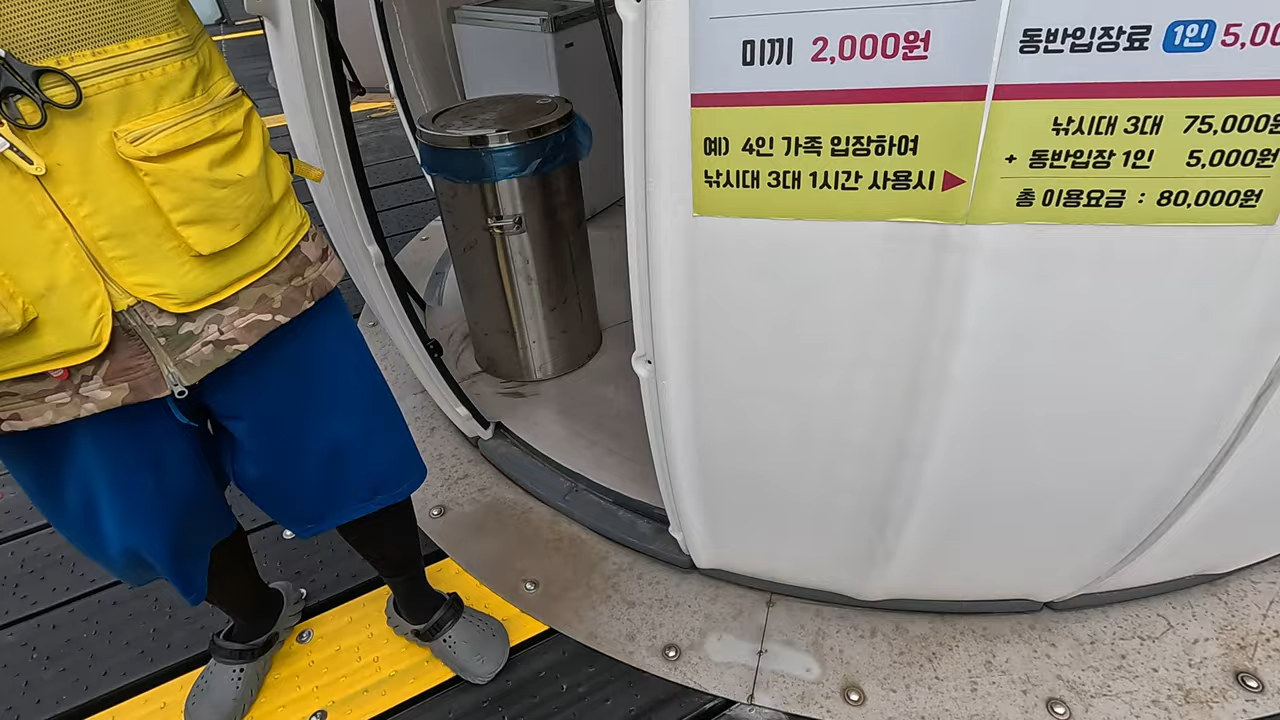 미끼 2,000원
동반입장료 1인 5,00
예) 4인 가족 입장하여
낚시대 3대 1시간 사용시 ▶
낚시대 3대 75,000원
+ 동반입장 1인 5,000원
총 이용요금 : 80,000원